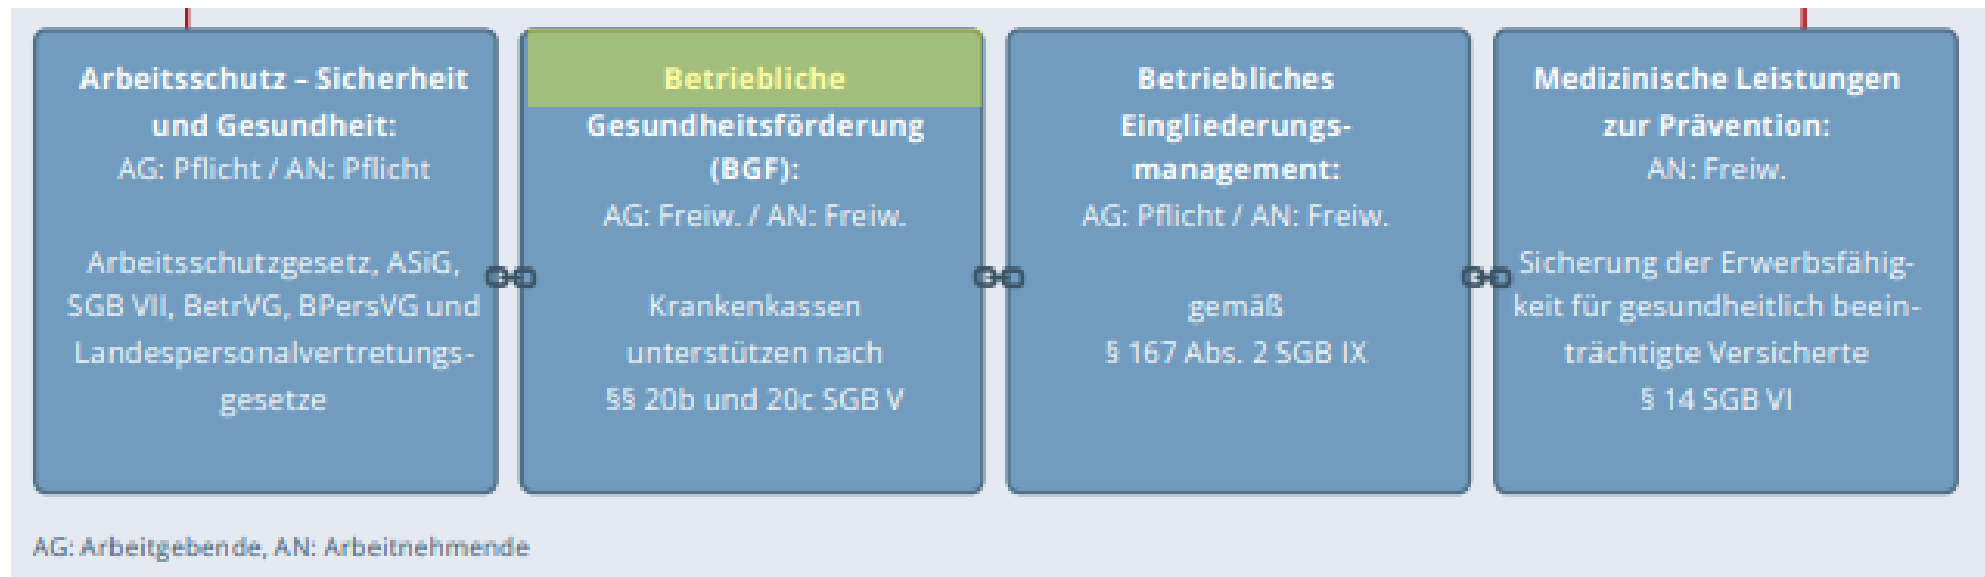 Arbeitsschutz – Sicherheit
und Gesundheit:
AG: Pflicht / AN: Pflicht
Arbeitsschutzgesetz, ASiG,
SGB VII, BetrVG, BPersVG und
Landespersonalvertretungs-
gesetze
Betriebliche
Gesundheitsförderung
(BGF):
AG: Freiw. / AN: Freiw.
Krankenkassen
unterstützen nach
§§ 20b und 20c SGB V
Betriebliches
Eingliederungs-
management:
AG: Pflicht / AN: Freiw.
gemäß
§ 167 Abs. 2 SGB IX
Medizinische Leistungen
zur Prävention:
AN: Freiw.
Sicherung der Erwerbsfähig-
keit für gesundheitlich beein-
trächtigte Versicherte
§ 14 SGB VI
AG: Arbeitgebende, AN: Arbeitnehmende